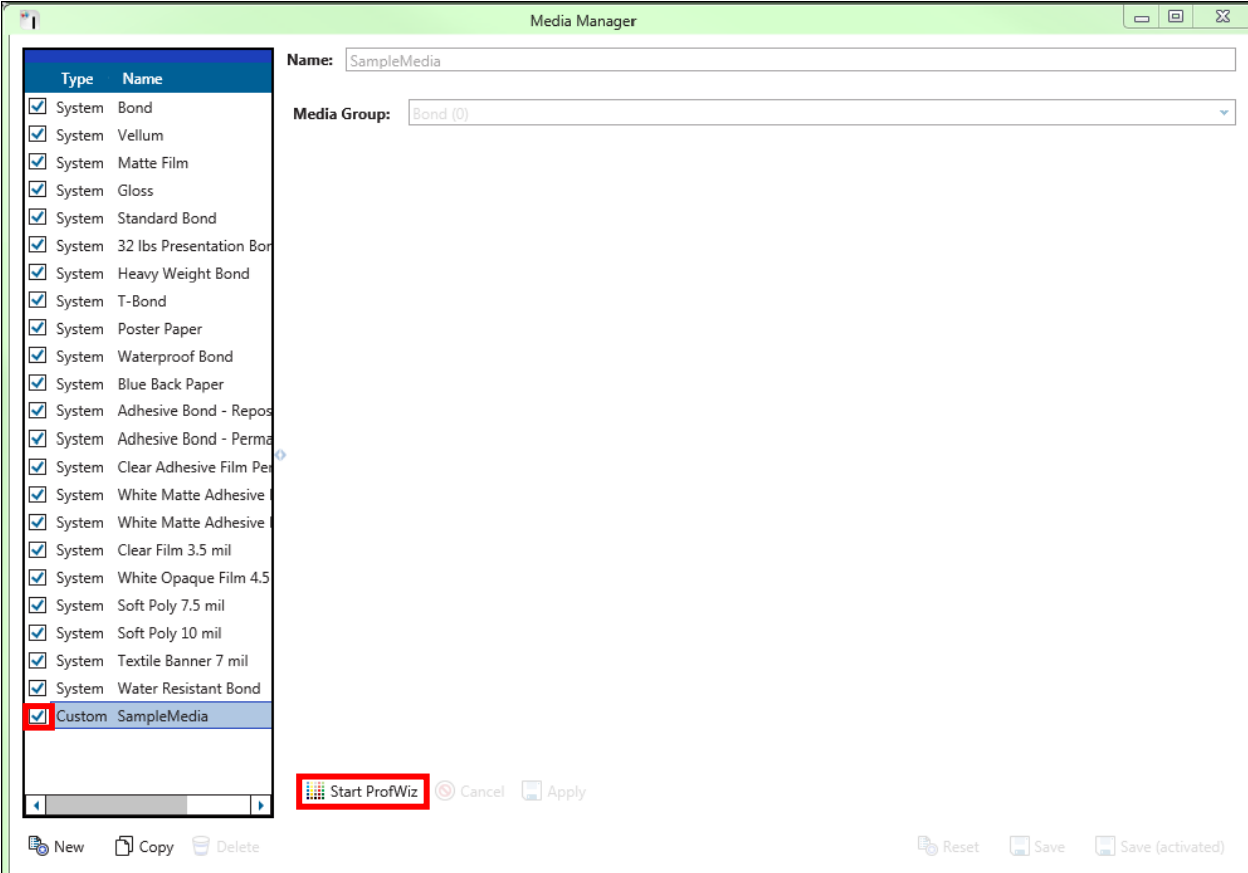 Media Manager
Name: SampleMedia
Type Name
Media Group: Bond (0)
System Bond
System Vellum
System Matte Film
System Gloss
System Standard Bond
System 32 lbs Presentation Bor
System Heavy Weight Bond
System T-Bond
System Poster Paper
System Waterproof Bond
System Blue Back Paper
System Adhesive Bond - Repos
System Adhesive Bond - Perma
System Clear Adhesive Film Per
System White Matte Adhesive
System White Matte Adhesive
System Clear Film 3.5 mil
System White Opaque Film 4.5
System Soft Poly 7.5 mil
System Soft Poly 10 mil
System Textile Banner 7 mil
System Water Resistant Bond
Custom SampleMedia
Start ProfWiz Cancel Apply
New Copy Delete Reset Save Save (activated)